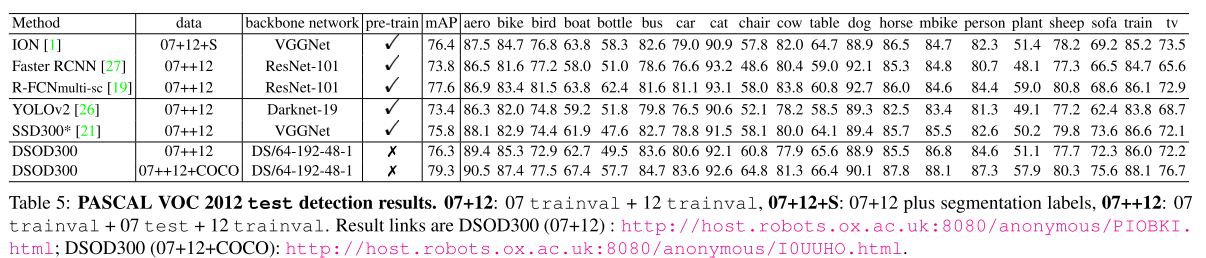 Method data backbone network pre-train mAP aero bike bird boat bottle bus car cat chair cow table dog horse mbike person plant sheep sofa train tv
ION [1] 07+12+S VGGNet ✓ 76.4 87.5 84.7 76.8 63.8 58.3 82.6 79.0 90.9 57.8 82.0 64.7 88.9 86.5 84.7 82.3 51.4 78.2 69.2 85.2 73.5
Faster RCNN [27] 07++12 ResNet-101 ✓ 73.8 86.5 81.6 77.2 58.0 51.0 78.6 76.6 93.2 48.6 80.4 59.0 92.1 85.3 84.8 80.7 48.1 77.3 66.5 84.7 65.6
R-FCNmulti-sc [19] 07++12 ResNet-101 ✓ 77.6 86.9 83.4 81.5 63.8 62.4 81.6 81.1 93.1 58.0 83.8 60.8 92.7 86.0 84.6 84.4 59.0 80.8 68.6 86.1 72.9
YOLOv2 [26] 07++12 Darknet-19 ✓ 73.4 86.3 82.0 74.8 59.2 51.8 79.8 76.5 90.6 52.1 78.2 58.5 89.3 82.5 83.4 81.3 49.1 77.2 62.4 83.8 68.7
SSD300* [21] 07++12 VGGNet ✓ 75.8 88.1 82.9 74.4 61.9 47.6 82.7 78.8 91.5 58.1 80.0 64.1 89.4 85.7 85.5 82.6 50.2 79.8 73.6 86.6 72.1
DSOD300 07++12 DS/64-192-48-1 ✗ 76.3 89.4 85.3 72.9 62.7 49.5 83.6 80.6 92.1 60.8 77.9 65.6 88.9 85.5 86.8 84.6 51.1 77.7 72.3 86.0 72.2
DSOD300 07++12+COCO DS/64-192-48-1 ✗ 79.3 90.5 87.4 77.5 67.4 57.7 84.7 83.6 92.6 64.8 81.3 66.4 90.1 87.8 88.1 87.3 57.9 80.3 75.6 88.1 76.7
Table 5: PASCAL VOC 2012 test detection results. 07+12: 07 trainval + 12 trainval, 07+12+S: 07+12 plus segmentation labels, 07++12: 07
trainval + 07 test + 12 trainval. Result links are DSOD300 (07+12) : http://host.robots.ox.ac.uk:8080/anonymous/PIOBKI.
html; DSOD300 (07+12+COCO): http://host.robots.ox.ac.uk:8080/anonymous/I0UUHO.html.